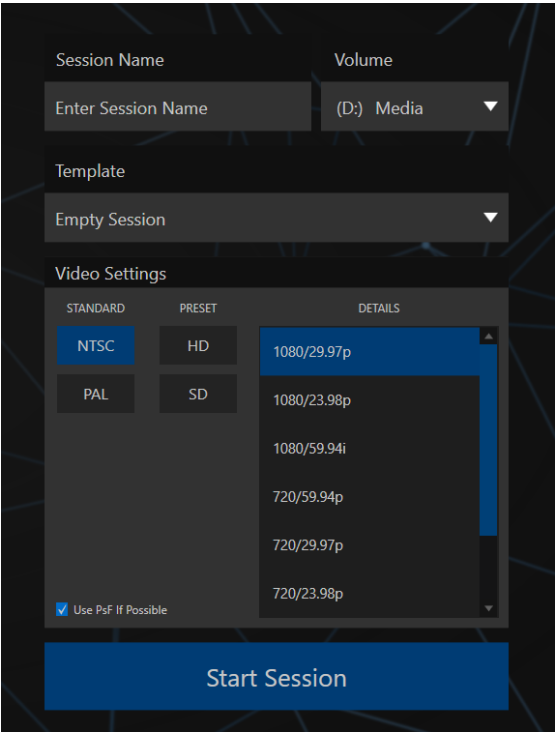 Session Name Volume
Enter Session Name (D:) Media
Template
Empty Session
Video Settings
STANDARD PRESET DETAILS
NTSC HD 1080/29.97p
PAL SD 1080/23.98p
1080/59.94i
720/59.94p
720/29.97p
720/23.98p
Use PsF If Possible
Start Session